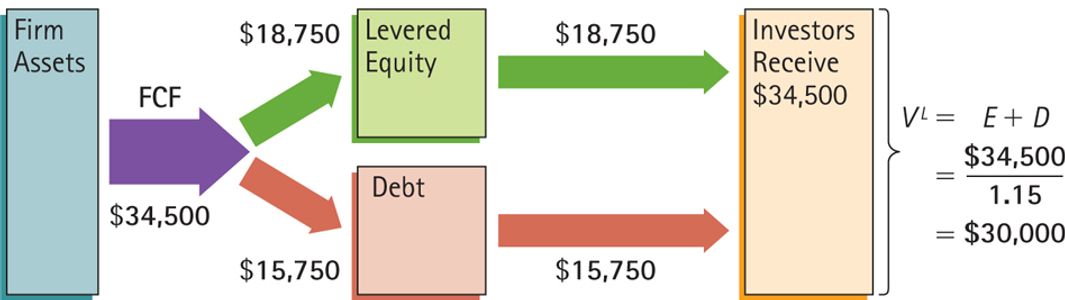 Firm
Assets
FCF
$34,500
$18,750
Levered
Equity
$18,750
$15,750
Debt
$15,750
Investors
Receive
$34,500
V^L = E + D
= $34,500
1.15
= $30,000